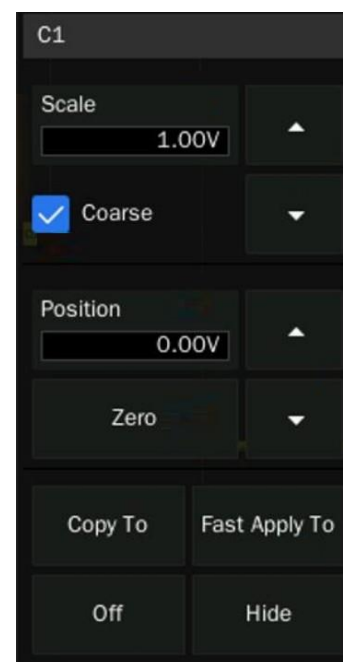 C1
Scale
1.00V
Coarse
Position
0.00V
Zero
Copy To
Fast Apply To
Off
Hide